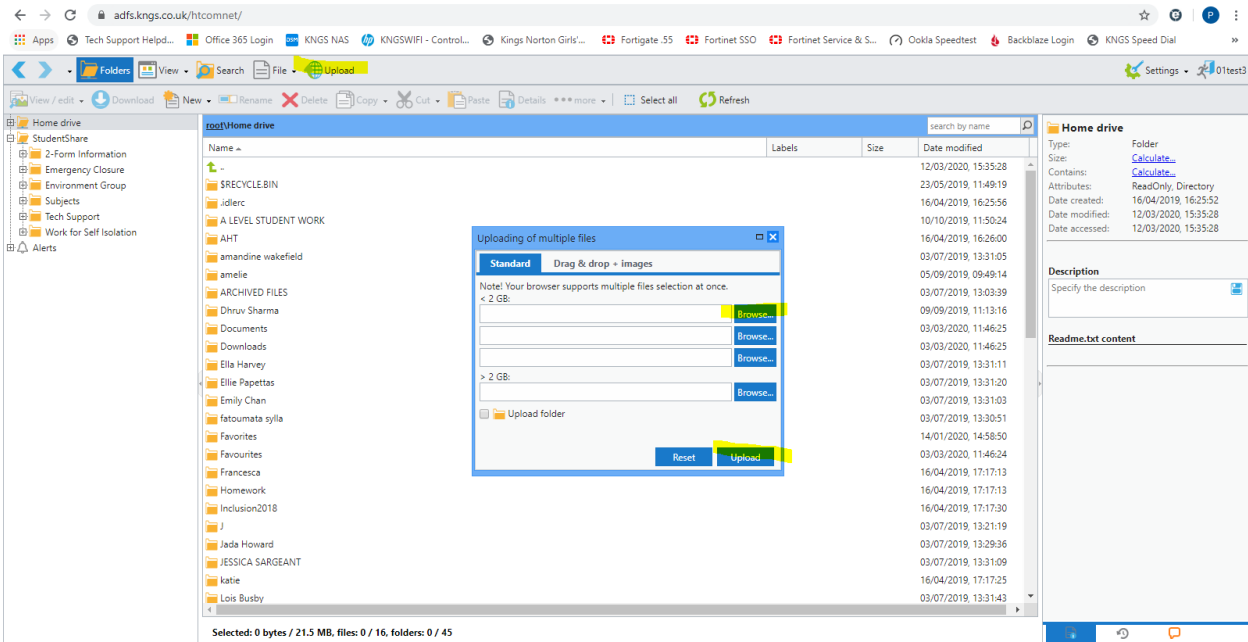 adfs.kngs.co.uk/htcomnet/
P
Apps Tech Support Helpd... Office 365 Login KNGS NAS KNGSWIFI - Control... Kings Norton Girls'... Fortigate .55 Fortinet SSO Fortinet Service & S... Ookla Speedtest Backblaze Login KNGS Speed Dial »
Folders View Search File Upload Settings 01test3
View / edit Download New Rename Delete Copy Cut Paste Details more Select all Refresh
Home drive
StudentShare
2-Form Information
Emergency Closure
Environment Group
Subjects
Tech Support
Work for Self Isolation
Alerts
root\Home drive search by name
Name Labels Size Date modified
.. 12/03/2020, 15:35:28
$RECYCLE.BIN 23/05/2019, 11:49:19
.idlerc 16/04/2019, 16:25:56
A LEVEL STUDENT WORK 10/10/2019, 11:50:24
AHT 16/04/2019, 16:26:00
amandine wakefield 03/07/2019, 13:31:05
amelie 05/09/2019, 09:49:14
ARCHIVED FILES 03/07/2019, 13:03:39
Dhruv Sharma 09/09/2019, 11:13:16
Documents 03/03/2020, 11:46:25
Downloads 03/03/2020, 11:46:25
Ella Harvey 03/07/2019, 13:31:11
Ellie Papettas 03/07/2019, 13:31:20
Emily Chan 03/07/2019, 13:31:03
fatoumata sylla 03/07/2019, 13:30:51
Favorites 14/01/2020, 14:58:50
Favourites 03/03/2020, 11:46:24
Francesca 16/04/2019, 17:17:13
Homework 16/04/2019, 17:17:13
Inclusion2018 16/04/2019, 17:17:30
J 03/07/2019, 13:21:19
Jada Howard 03/07/2019, 13:29:36
JESSICA SARGEANT 03/07/2019, 13:31:09
katie 16/04/2019, 17:17:25
Lois Busby 03/07/2019, 13:31:43
Selected: 0 bytes / 21.5 MB, files: 0 / 16, folders: 0 / 45
Uploading of multiple files
Standard Drag & drop + images
Note! Your browser supports multiple files selection at once.
< 2 GB:
Browse...
Browse...
Browse...
> 2 GB:
Browse...
Upload folder
Reset Upload
Home drive
Type: Folder
Size: Calculate...
Contains: Calculate...
Attributes: ReadOnly, Directory
Date created: 16/04/2019, 16:25:52
Date modified: 12/03/2020, 15:35:28
Date accessed: 12/03/2020, 15:35:28
Description
Specify the description
Readme.txt content